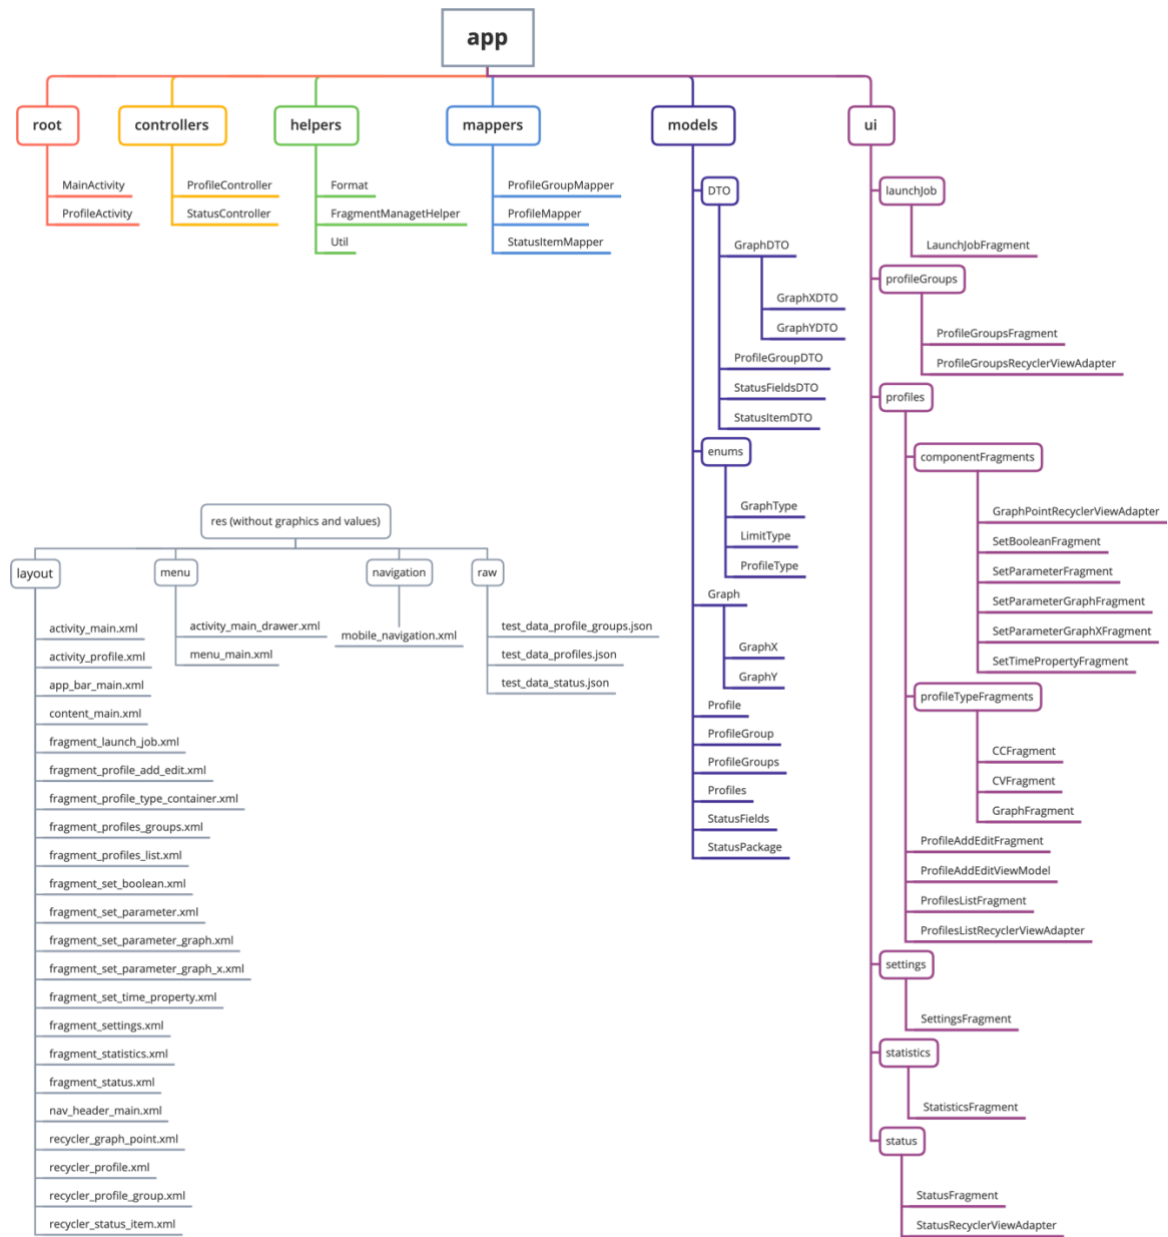 app
root
MainActivity
ProfileActivity
controllers
ProfileController
StatusController
helpers
Format
FragmentManagetHelper
Util
mappers
ProfileGroupMapper
ProfileMapper
StatusItemMapper
models
DTO
GraphDTO
GraphXDTO
GraphYDTO
ProfileGroupDTO
StatusFieldsDTO
StatusItemDTO
enums
GraphType
LimitType
ProfileType
Graph
GraphX
GraphY
Profile
ProfileGroup
ProfileGroups
Profiles
StatusFields
StatusPackage
ui
launchJob
LaunchJobFragment
profileGroups
ProfileGroupsFragment
ProfileGroupsRecyclerViewAdapter
profiles
componentFragments
GraphPointRecyclerViewAdapter
SetBooleanFragment
SetParameterFragment
SetParameterGraphFragment
SetParameterGraphXFragment
SetTimePropertyFragment
profileTypeFragments
CCFragment
CVFragment
GraphFragment
ProfileAddEditFragment
ProfileAddEditViewModel
ProfilesListFragment
ProfilesListRecyclerViewAdapter
settings
SettingsFragment
statistics
StatisticsFragment
status
StatusFragment
StatusRecyclerViewAdapter
res (without graphics and values)
layout
activity_main.xml
activity_profile.xml
app_bar_main.xml
content_main.xml
fragment_launch_job.xml
fragment_profile_add_edit.xml
fragment_profile_type_container.xml
fragment_profiles_groups.xml
fragment_profiles_list.xml
fragment_set_boolean.xml
fragment_set_parameter.xml
fragment_set_parameter_graph.xml
fragment_set_parameter_graph_x.xml
fragment_set_time_property.xml
fragment_settings.xml
fragment_statistics.xml
fragment_status.xml
nav_header_main.xml
recycler_graph_point.xml
recycler_profile.xml
recycler_profile_group.xml
recycler_status_item.xml
menu
activity_main_drawer.xml
menu_main.xml
navigation
mobile_navigation.xml
raw
test_data_profile_groups.json
test_data_profiles.json
test_data_status.json